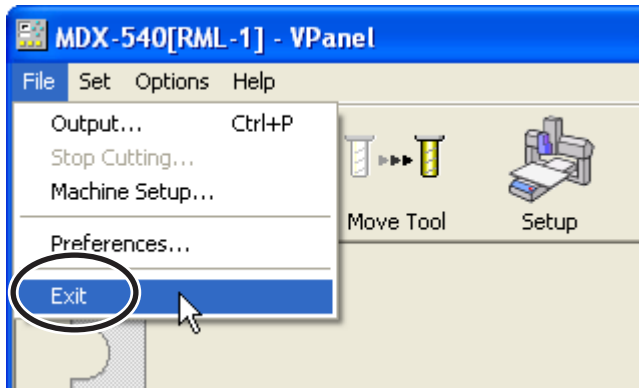 MDX-540[RML-1] - VPanel
File Set Options Help
Output... Ctrl+P
Stop Cutting...
Machine Setup...
Preferences...
Exit
Move Tool
Setup